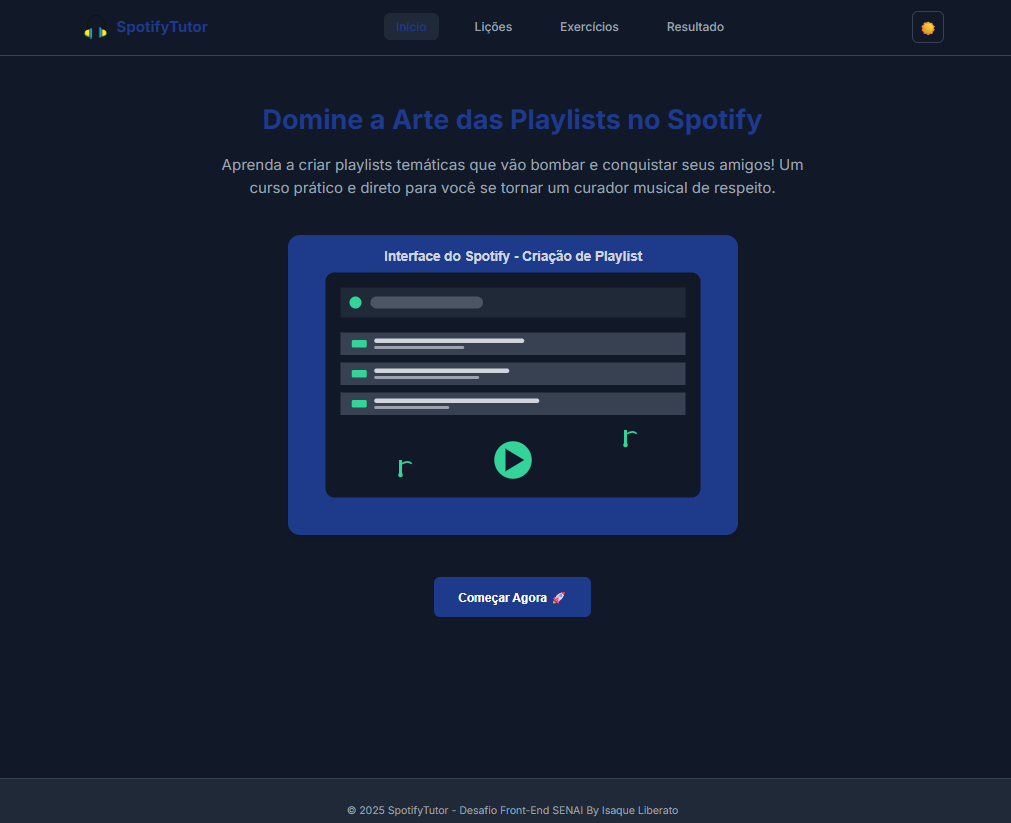 SpotifyTutor
Início
Lições
Exercícios
Resultado
Domine a Arte das Playlists no Spotify
Aprenda a criar playlists temáticas que vão bombar e conquistar seus amigos! Um
curso prático e direto para você se tornar um curador musical de respeito.
Interface do Spotify - Criação de Playlist
Começar Agora 🚀
© 2025 SpotifyTutor - Desafio Front-End SENAI By Isaque Liberato